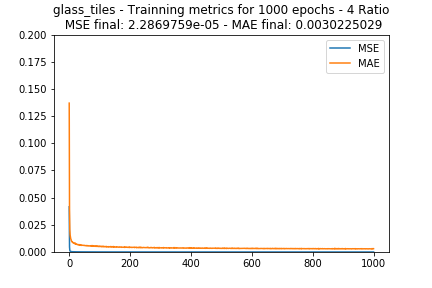 glass_tiles - Trainning metrics for 1000 epochs - 4 Ratio
MSE final: 2.2869759e-05 - MAE final: 0.0030225029
MSE
MAE
0.200
0.175
0.150
0.125
0.100
0.075
0.050
0.025
0.000
0 200 400 600 800 1000